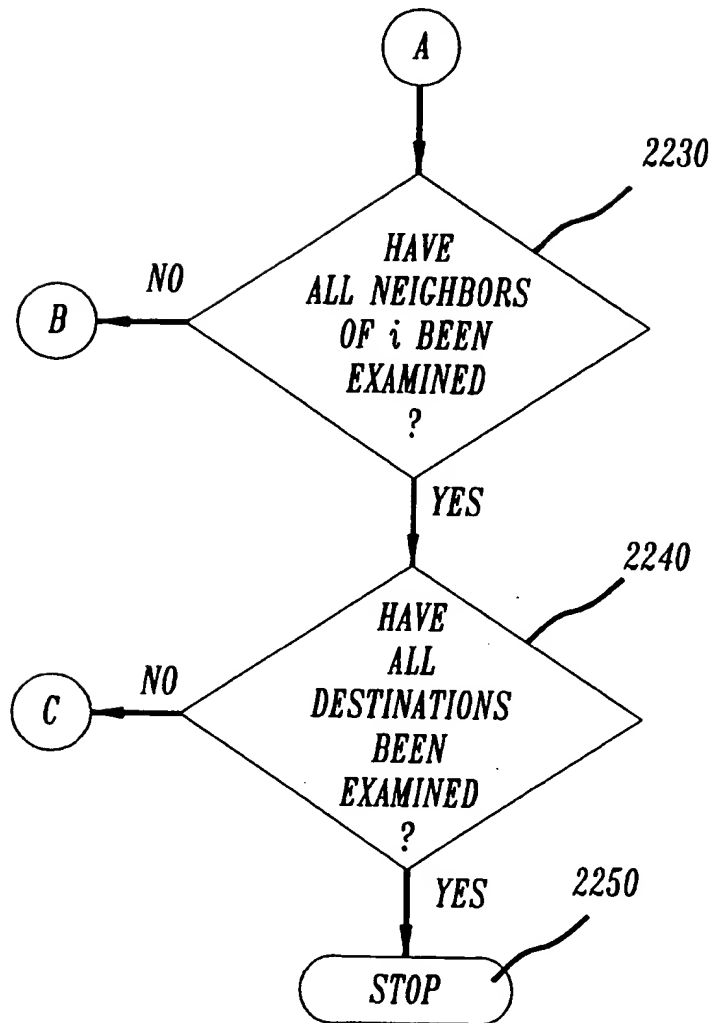 A
2230
HAVE
ALL NEIGHBORS
OF i BEEN
EXAMINED
?
NO
B
YES
2240
HAVE
ALL
DESTINATIONS
BEEN
EXAMINED
?
NO
C
YES
2250
STOP